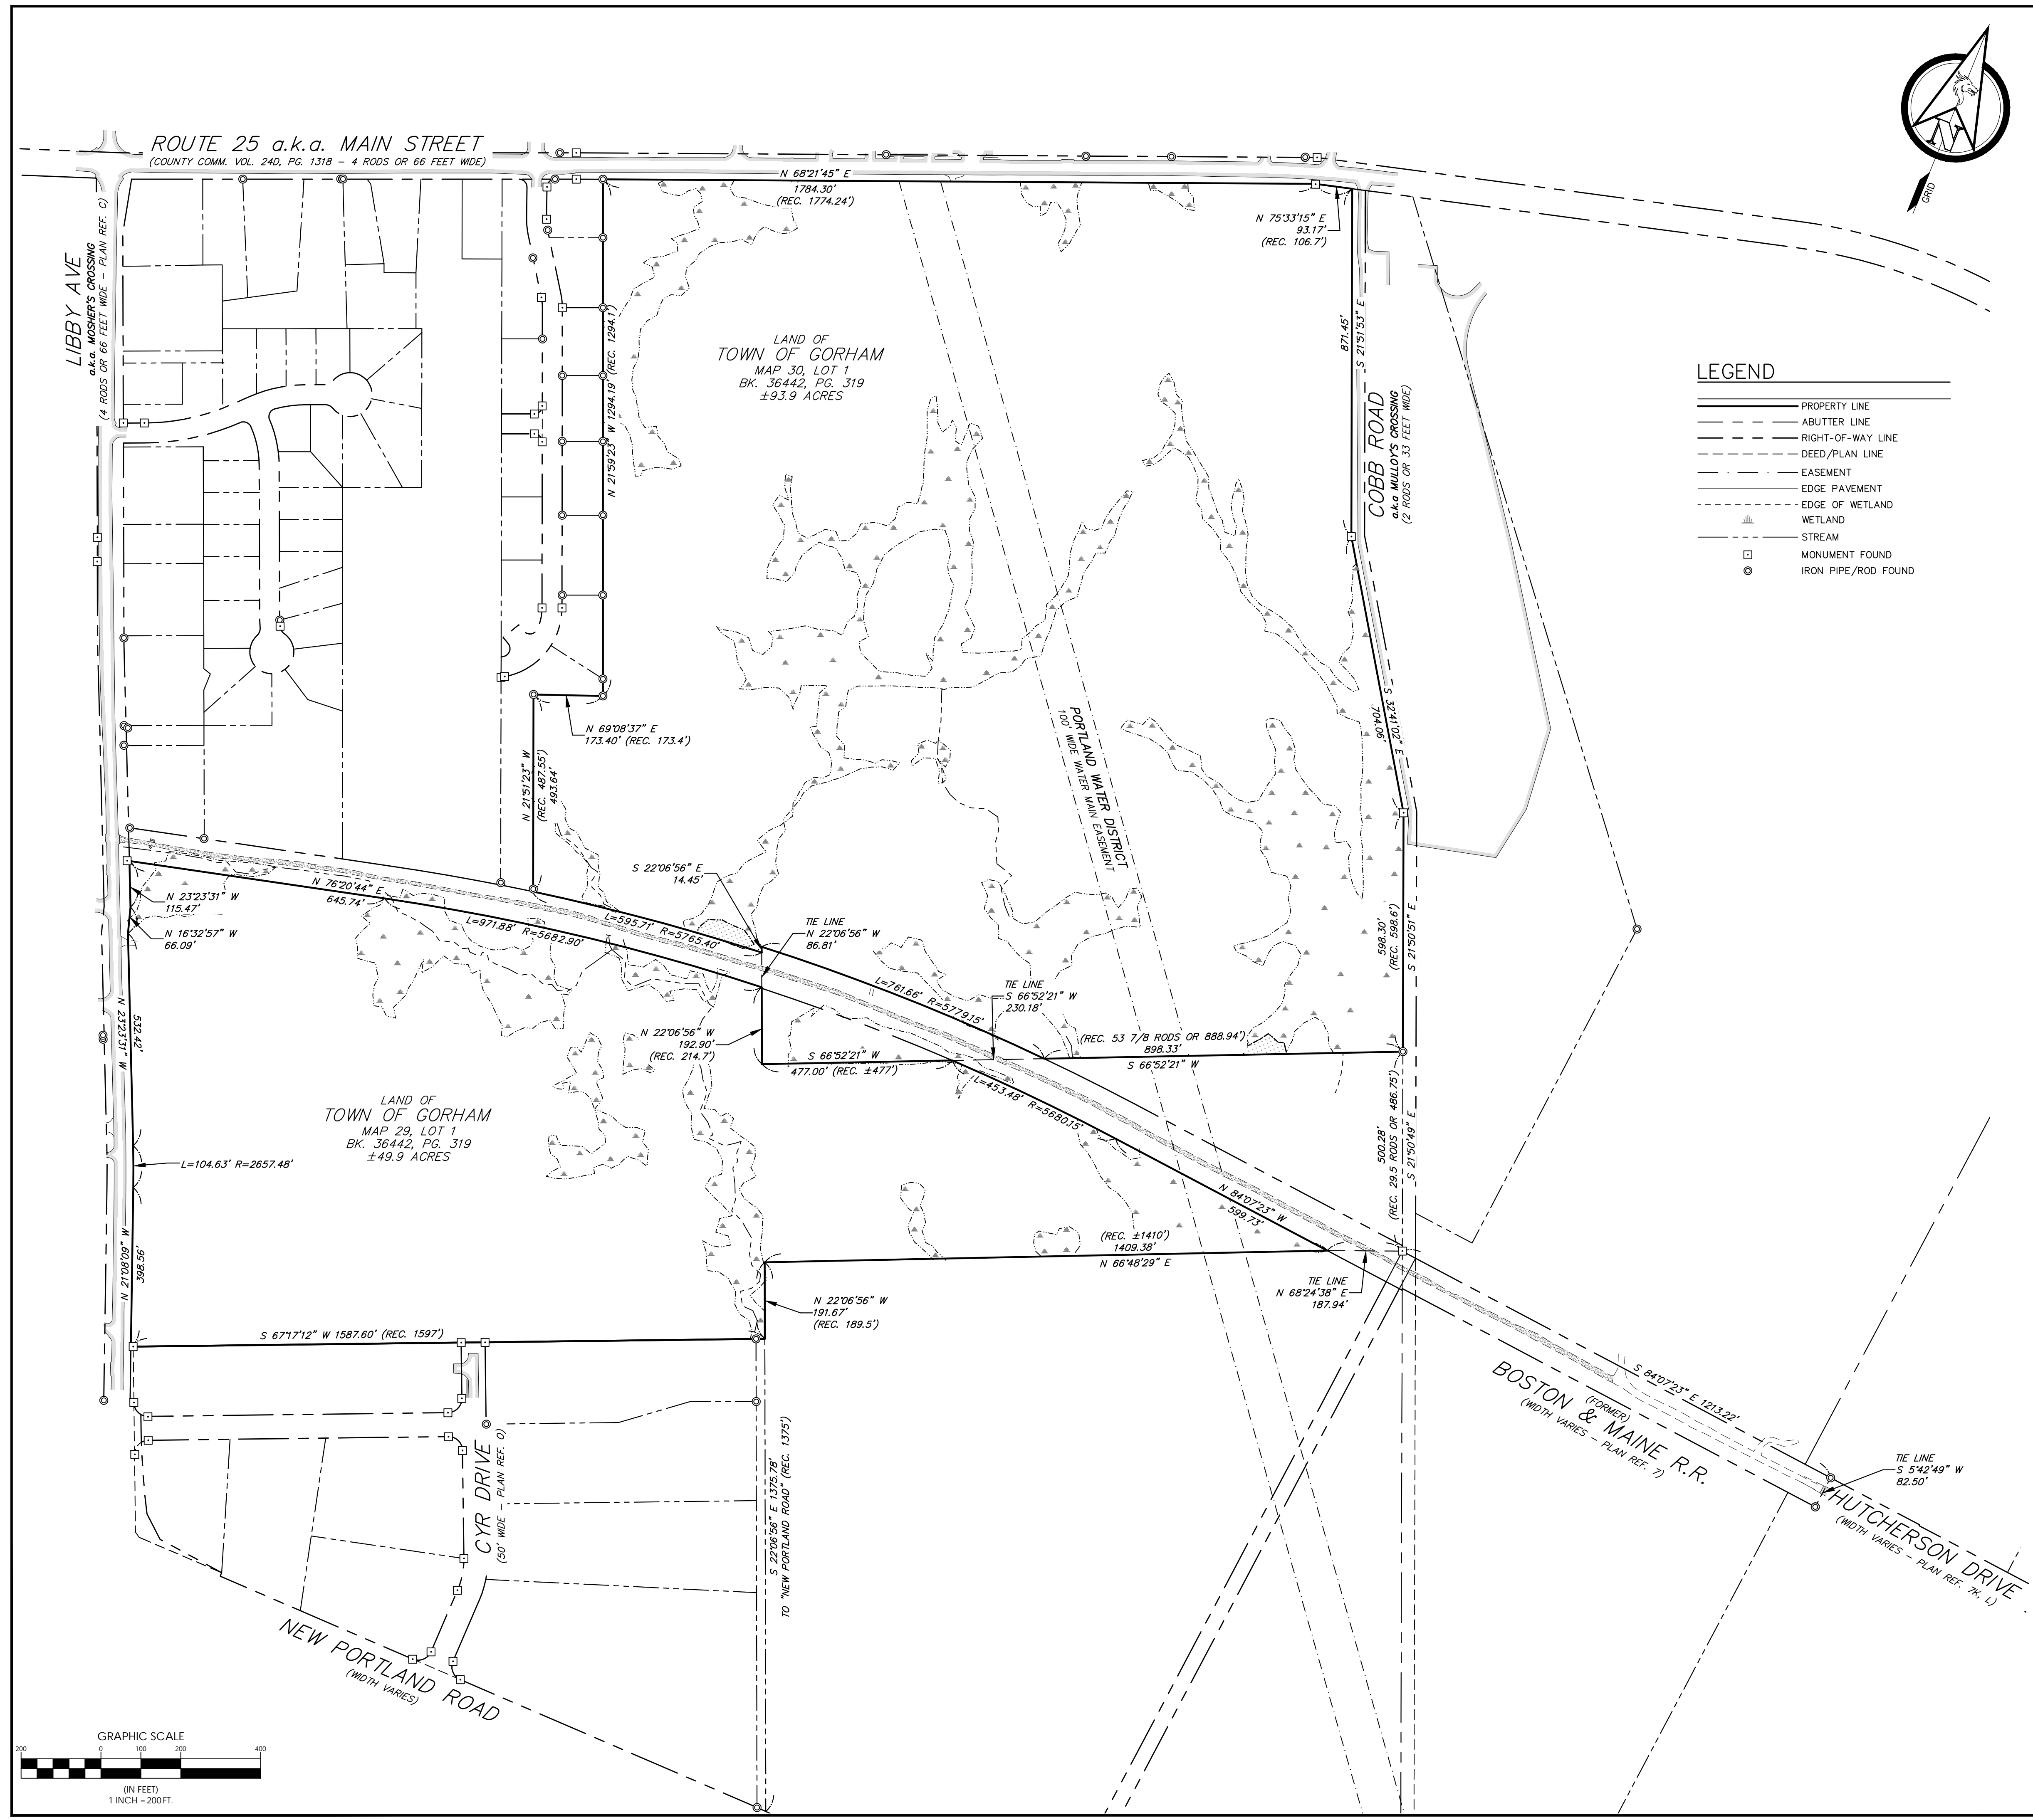 ROUTE 25 a.k.a. MAIN STREET
(COUNTY COMM. VOL. 24D, PG. 1318 - 4 RODS OR 66 FEET WIDE)
N
GRID
N 68°21'45" E
1784.30'
(REC. 1774.24')
N 75°33'15" E
93.17'
(REC. 106.7')
LIBBY AVE
a.k.a. MOSHER'S CROSSING
(4 RODS OR 66 FEET WIDE - PLAN REF. C)
N 21°59'23" W 1294.19' (REC. 1294.1')
LAND OF
TOWN OF GORHAM
MAP 30, LOT 1
BK. 36442, PG. 319
±93.9 ACRES
871.45'
S 21°51'53" E
COBB ROAD
a.k.a MULLOY'S CROSSING
(2 RODS OR 33 FEET WIDE)
LEGEND
PROPERTY LINE
ABUTTER LINE
RIGHT-OF-WAY LINE
DEED/PLAN LINE
EASEMENT
EDGE PAVEMENT
EDGE OF WETLAND
WETLAND
STREAM
MONUMENT FOUND
IRON PIPE/ROD FOUND
N 69°08'37" E
173.40' (REC. 173.4')
N 21°51'23" W
(REC. 487.55')
493.64'
PORTLAND WATER DISTRICT
100' WIDE WATER MAIN EASEMENT
S 32°41'02" E
704.06'
S 22°06'56" E
14.45'
N 76°20'44" E
645.74'
N 23°23'31" W
115.47'
N 16°32'57" W
66.09'
L=971.88' R=5682.90'
L=595.71' R=5765.40'
TIE LINE
N 22°06'56" W
86.81'
598.30'
(REC. 598.6')
S 21°50'51" E
L=761.66' R=5779.15'
TIE LINE
S 66°52'21" W
230.18'
N 22°06'56" W
192.90'
(REC. 214.7')
S 66°52'21" W
477.00' (REC. ±477')
(REC. 53 7/8 RODS OR 888.94')
898.33'
S 66°52'21" W
532.42'
N 23°23'31" W
LAND OF
TOWN OF GORHAM
MAP 29, LOT 1
BK. 36442, PG. 319
±49.9 ACRES
L=453.48' R=5680.15'
500.28'
(REC. 29.5 RODS OR 486.75')
S 21°50'49" E
L=104.63' R=2657.48'
N 21°08'09" W
398.56'
N 84°07'23" W
599.73'
(REC. ±1410')
1409.38'
N 66°48'29" E
TIE LINE
N 68°24'38" E
187.94'
N 22°06'56" W
191.67'
(REC. 189.5')
S 67°17'12" W 1587.60' (REC. 1597')
BOSTON & MAINE R.R.
(FORMER)
(WIDTH VARIES - PLAN REF. 7)
S 84°07'23" E 1213.22'
TIE LINE
S 5°42'49" W
82.50'
HUTCHERSON DRIVE
(WIDTH VARIES - PLAN REF. 7K, L)
CYR DRIVE
(50' WIDE - PLAN REF. O)
S 22°06'56" E 1375.78'
TO "NEW PORTLAND ROAD" (REC. 1375')
NEW PORTLAND ROAD
(WIDTH VARIES)
GRAPHIC SCALE
200 0 100 200 400
(IN FEET)
1 INCH = 200 FT.